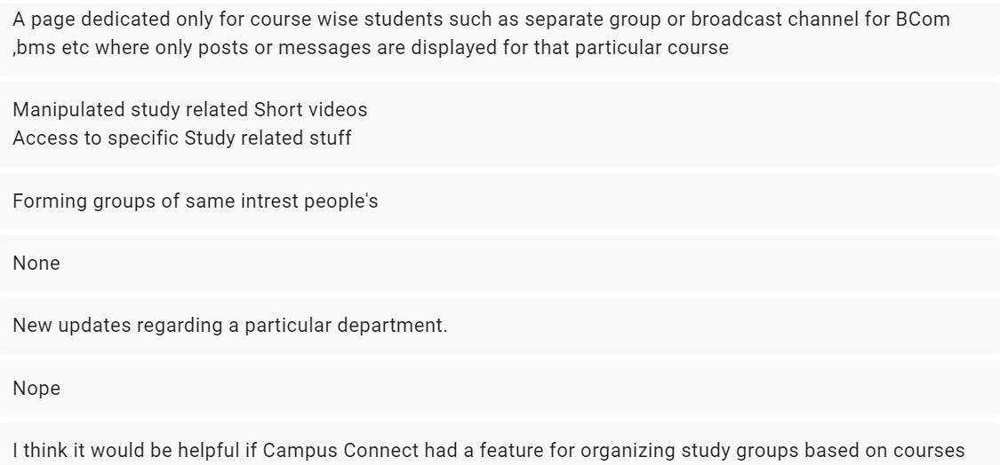 A page dedicated only for course wise students such as separate group or broadcast channel for BCom
,bms etc where only posts or messages are displayed for that particular course
Manipulated study related Short videos
Access to specific Study related stuff
Forming groups of same intrest people's
None
New updates regarding a particular department.
Nope
I think it would be helpful if Campus Connect had a feature for organizing study groups based on courses